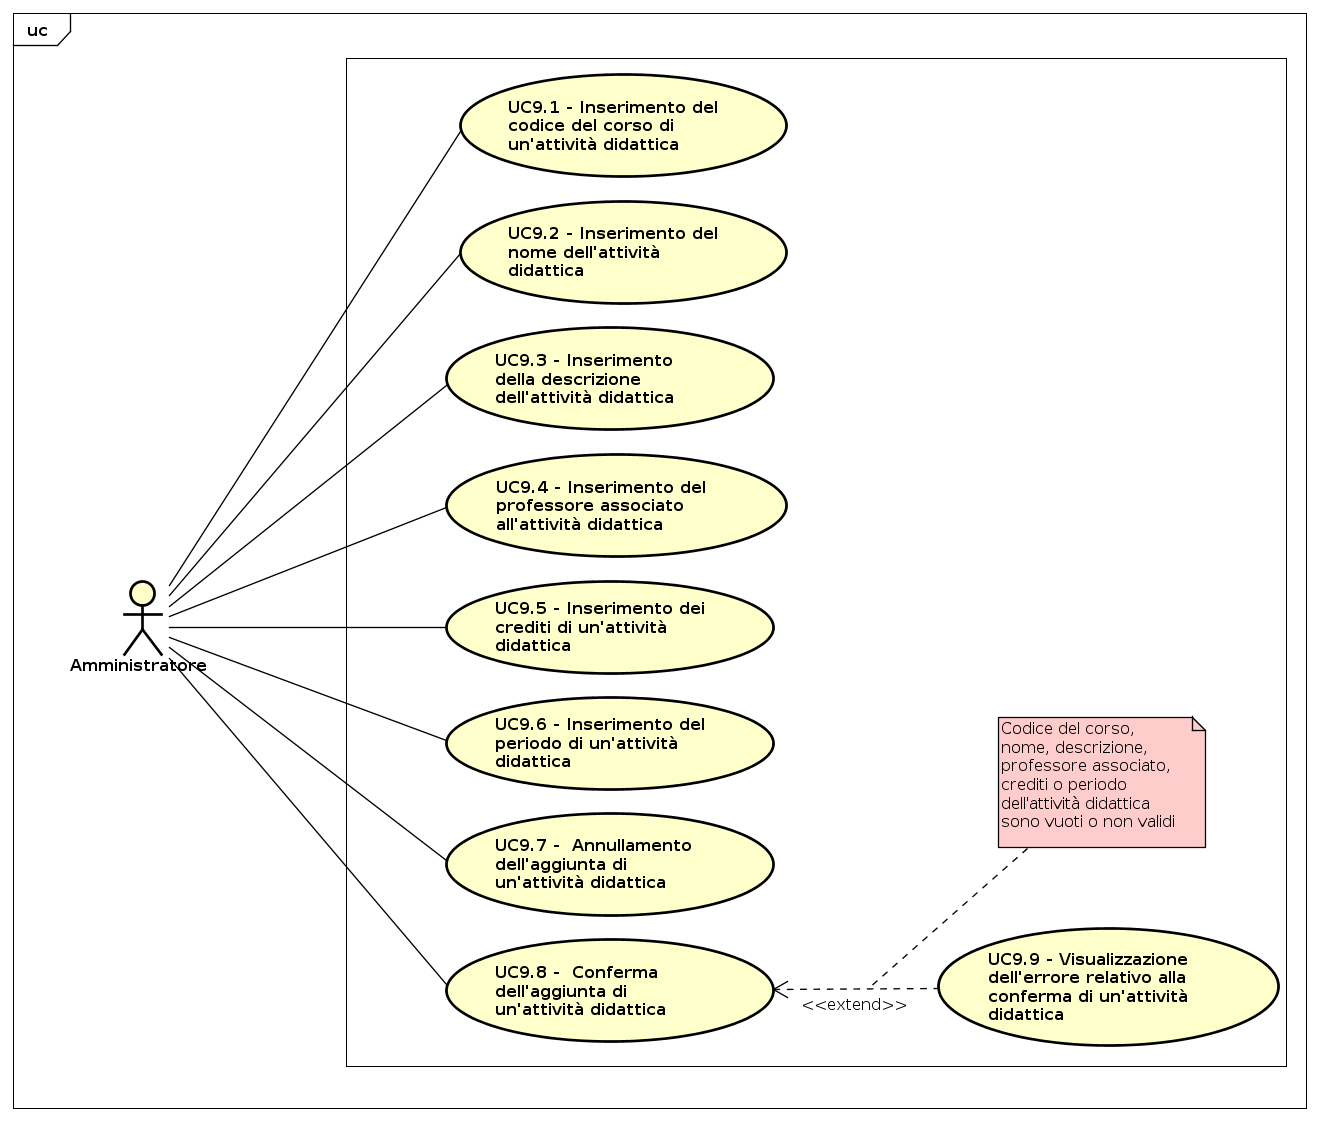 uc
UC9.1 - Inserimento del
codice del corso di
un'attività didattica
UC9.2 - Inserimento del
nome dell'attività
didattica
UC9.3 - Inserimento
della descrizione
dell'attività didattica
UC9.4 - Inserimento del
professore associato
all'attività didattica
UC9.5 - Inserimento dei
crediti di un'attività
didattica
Amministratore
UC9.6 - Inserimento del
periodo di un'attività
didattica
Codice del corso,
nome, descrizione,
professore associato,
crediti o periodo
dell'attività didattica
sono vuoti o non validi
UC9.7 -  Annullamento
dell'aggiunta di
un'attività didattica
UC9.8 -  Conferma
dell'aggiunta di
un'attività didattica
<<extend>>
UC9.9 - Visualizzazione
dell'errore relativo alla
conferma di un'attività
didattica